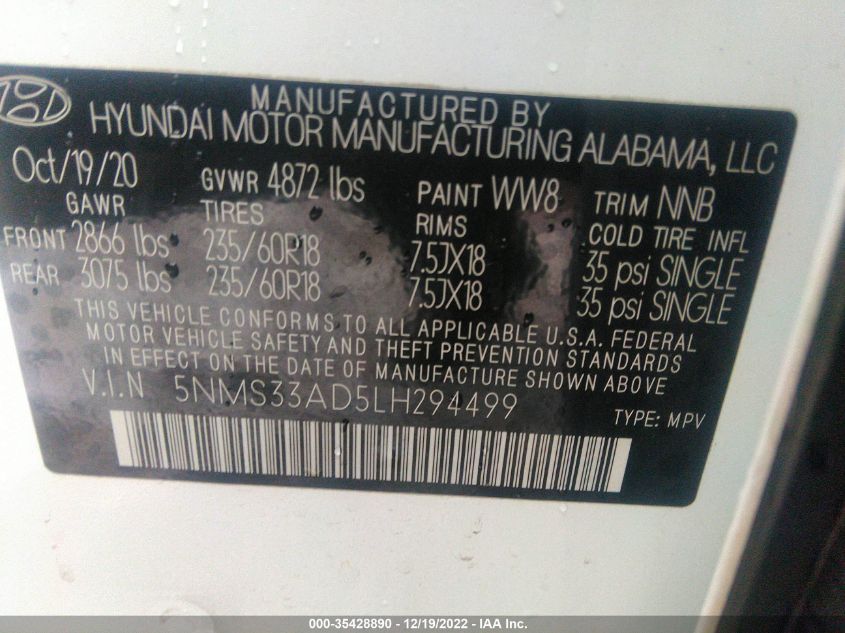 MANUFACTURED BY
HYUNDAI MOTOR MANUFACTURING ALABAMA, LLC
Oct/19/20 GVWR 4872 lbs PAINT WW8 TRIM NNB
GAWR TIRES RIMS COLD TIRE INFL
FRONT 2866 lbs 235/60R18 7.5JX18 35 psi SINGLE
REAR 3075 lbs 235/60R18 7.5JX18 35 psi SINGLE
THIS VEHICLE CONFORMS TO ALL APPLICABLE U.S.A. FEDERAL
MOTOR VEHICLE SAFETY AND THEFT PREVENTION STANDARDS
IN EFFECT ON THE DATE OF MANUFACTURE SHOWN ABOVE
V.I.N 5NMS33AD5LH294499
TYPE: MPV
000-35428890 - 12/19/2022 - IAA Inc.